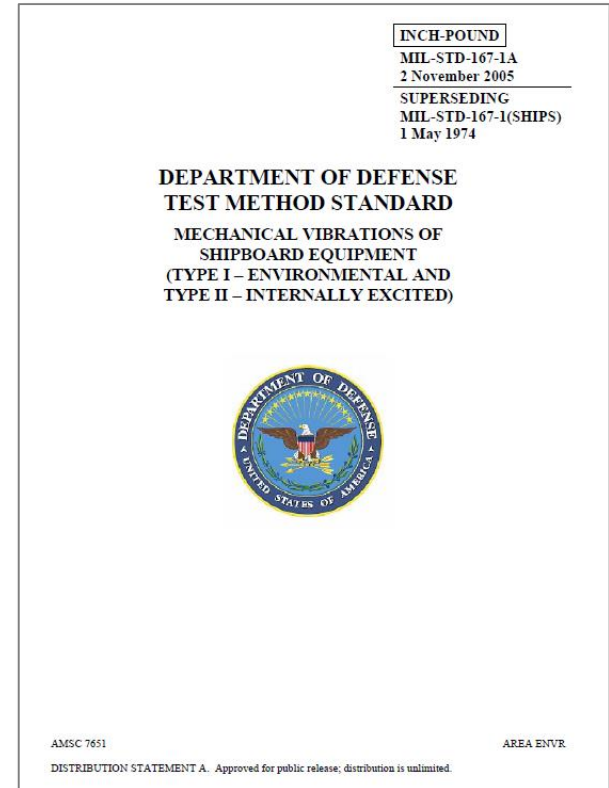 INCH-POUND
MIL-STD-167-1A
2 November 2005
SUPERSEDING
MIL-STD-167-1(SHIPS)
1 May 1974
DEPARTMENT OF DEFENSE
TEST METHOD STANDARD
MECHANICAL VIBRATIONS OF
SHIPBOARD EQUIPMENT
(TYPE I – ENVIRONMENTAL AND
TYPE II – INTERNALLY EXCITED)
DEPARTMENT OF DEFENSE
UNITED STATES OF AMERICA
AMSC 7651
AREA ENVR
DISTRIBUTION STATEMENT A. Approved for public release; distribution is unlimited.